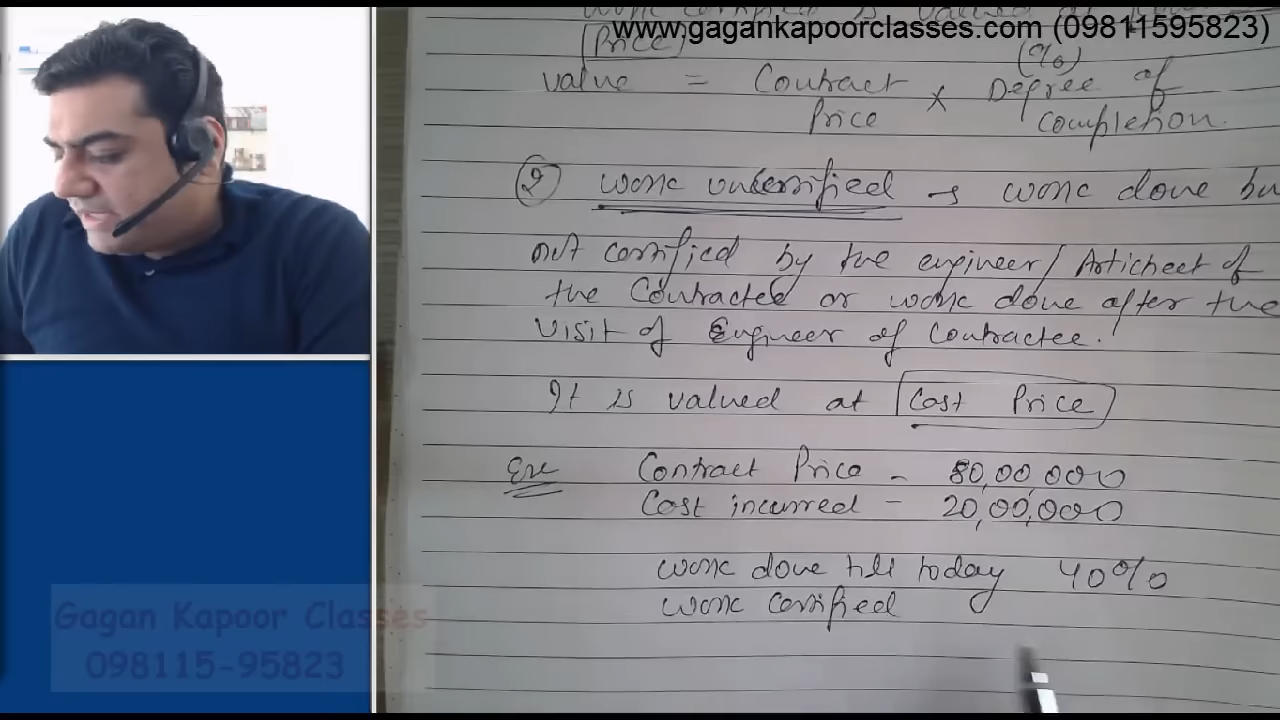 www.gagankapoorclasses.com (09811595823)
(Price) (%)
value = Contract × Degree of
Price completion.
② work uncertified → work done bu
not certified by the engineer/ Articheet of
the Contractee or work done after the
visit of Engineer of Contractee.
It is valued at Cost Price
Ex Contract Price - 80,00,000
Cost incurred - 20,00,000
work done till today 40%
work certified
Gagan Kapoor Classes
098115-95823